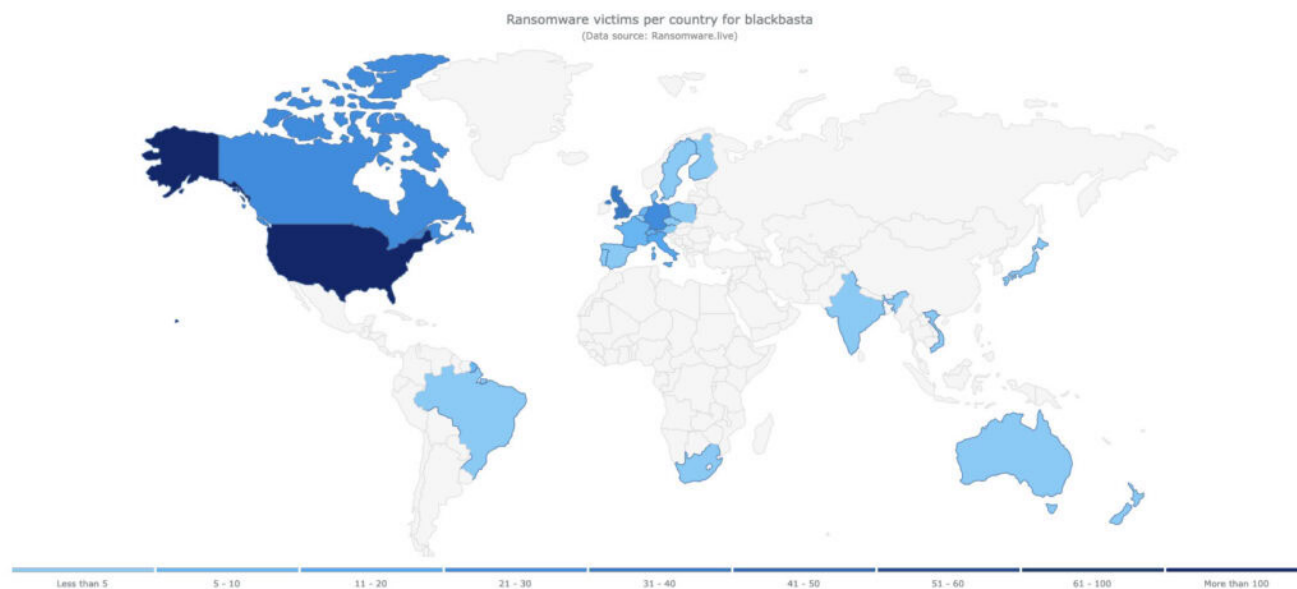 Ransomware victims per country for blackbasta
(Data source: Ransomware.live)
Less than 5 5 - 10 11 - 20 21 - 30 31 - 40 41 - 50 51 - 60 61 - 100 More than 100